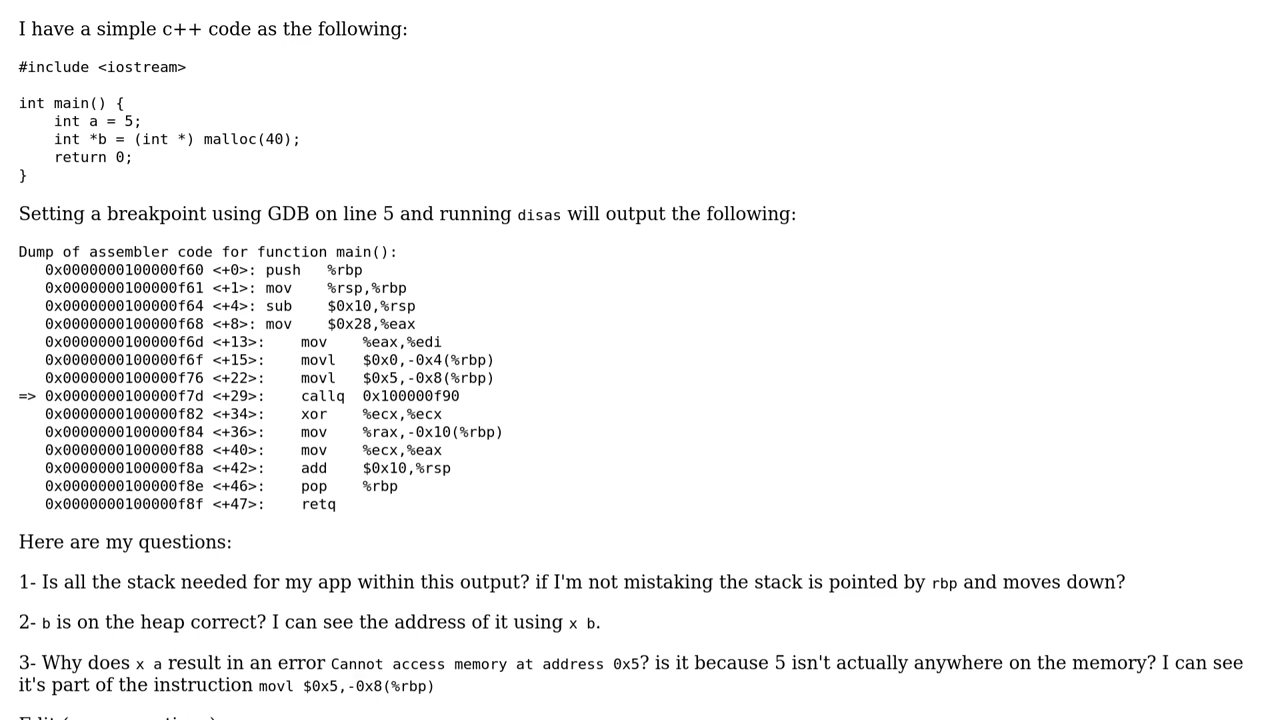 I have a simple c++ code as the following:
#include <iostream>
int main() {
    int a = 5;
    int *b = (int *) malloc(40);
    return 0;
}
Setting a breakpoint using GDB on line 5 and running disas will output the following:
Dump of assembler code for function main():
   0x0000000100000f60 <+0>: push   %rbp
   0x0000000100000f61 <+1>: mov    %rsp,%rbp
   0x0000000100000f64 <+4>: sub    $0x10,%rsp
   0x0000000100000f68 <+8>: mov    $0x28,%eax
   0x0000000100000f6d <+13>:    mov    %eax,%edi
   0x0000000100000f6f <+15>:    movl   $0x0,-0x4(%rbp)
   0x0000000100000f76 <+22>:    movl   $0x5,-0x8(%rbp)
=> 0x0000000100000f7d <+29>:    callq  0x100000f90
   0x0000000100000f82 <+34>:    xor    %ecx,%ecx
   0x0000000100000f84 <+36>:    mov    %rax,-0x10(%rbp)
   0x0000000100000f88 <+40>:    mov    %ecx,%eax
   0x0000000100000f8a <+42>:    add    $0x10,%rsp
   0x0000000100000f8e <+46>:    pop    %rbp
   0x0000000100000f8f <+47>:    retq
Here are my questions:
1- Is all the stack needed for my app within this output? if I'm not mistaking the stack is pointed by rbp and moves down?
2- b is on the heap correct? I can see the address of it using x b.
3- Why does x a result in an error Cannot access memory at address 0x5? is it because 5 isn't actually anywhere on the memory? I can see
it's part of the instruction movl $0x5,-0x8(%rbp)